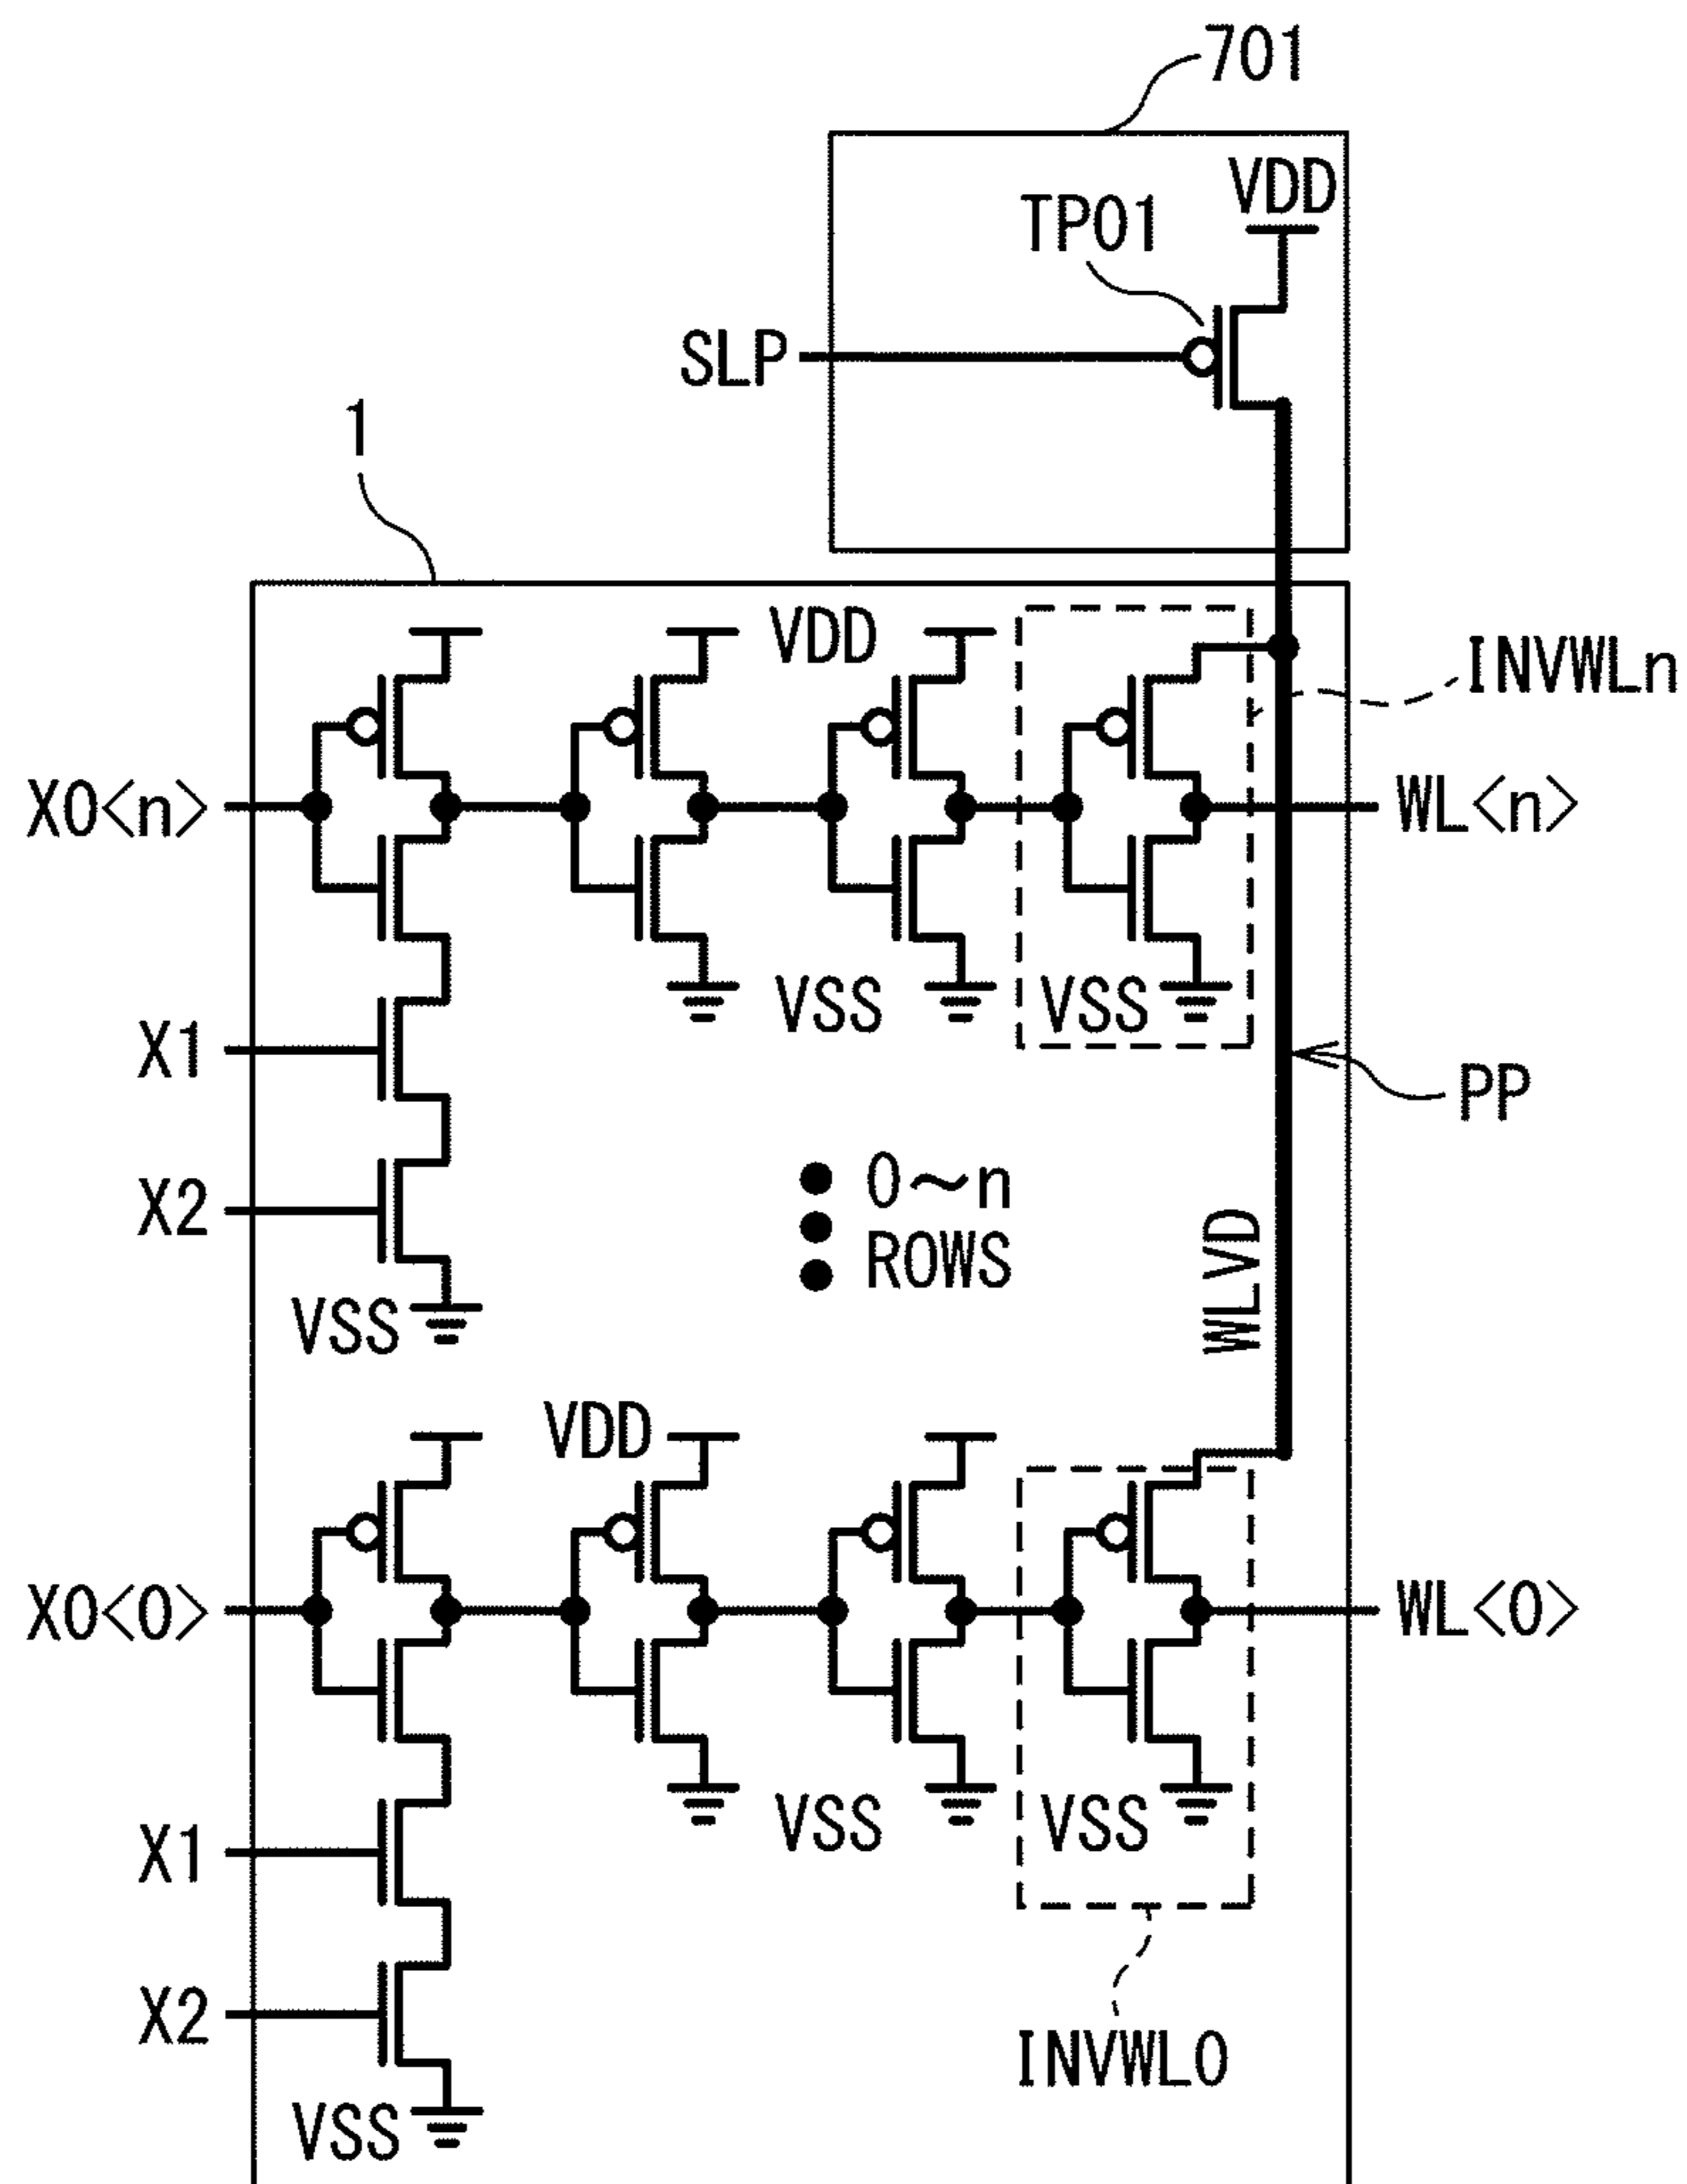 701
VDD
TP01
SLP
1
VDD
INVWLn
X0<n>
WL<n>
VSS
VSS
X1
PP
0~n
X2
ROWS
WLVD
VSS
VDD
X0<0>
WL<0>
VSS
VSS
X1
X2
INVWL0
VSS